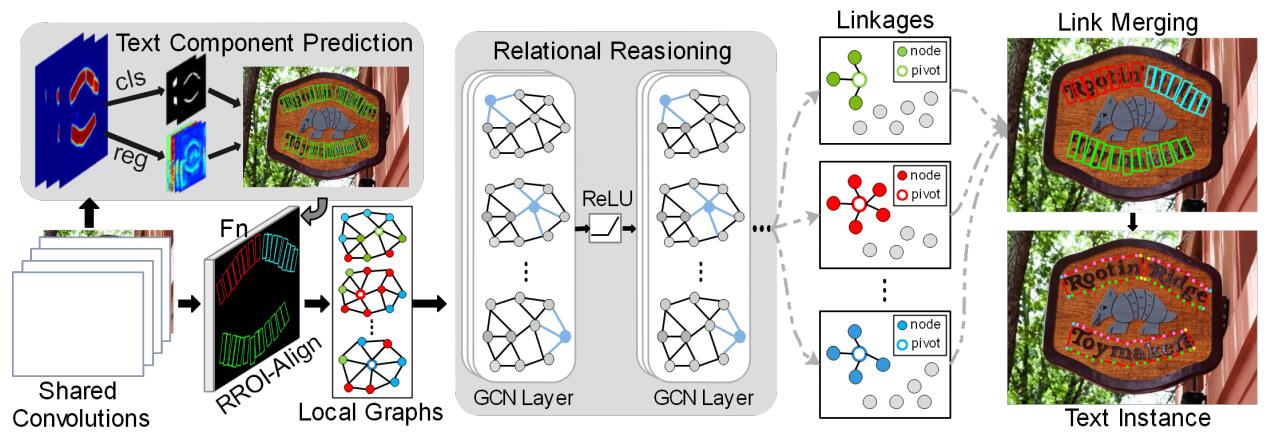 Text Component Prediction
cls
reg
Shared
Convolutions
Fn
RROI-Align
Local Graphs
Relational Reasioning
ReLU
GCN Layer
GCN Layer
Linkages
node
pivot
node
pivot
node
pivot
Link Merging
Rootin'
Rootin' Ridge
Toymakers
Text Instance